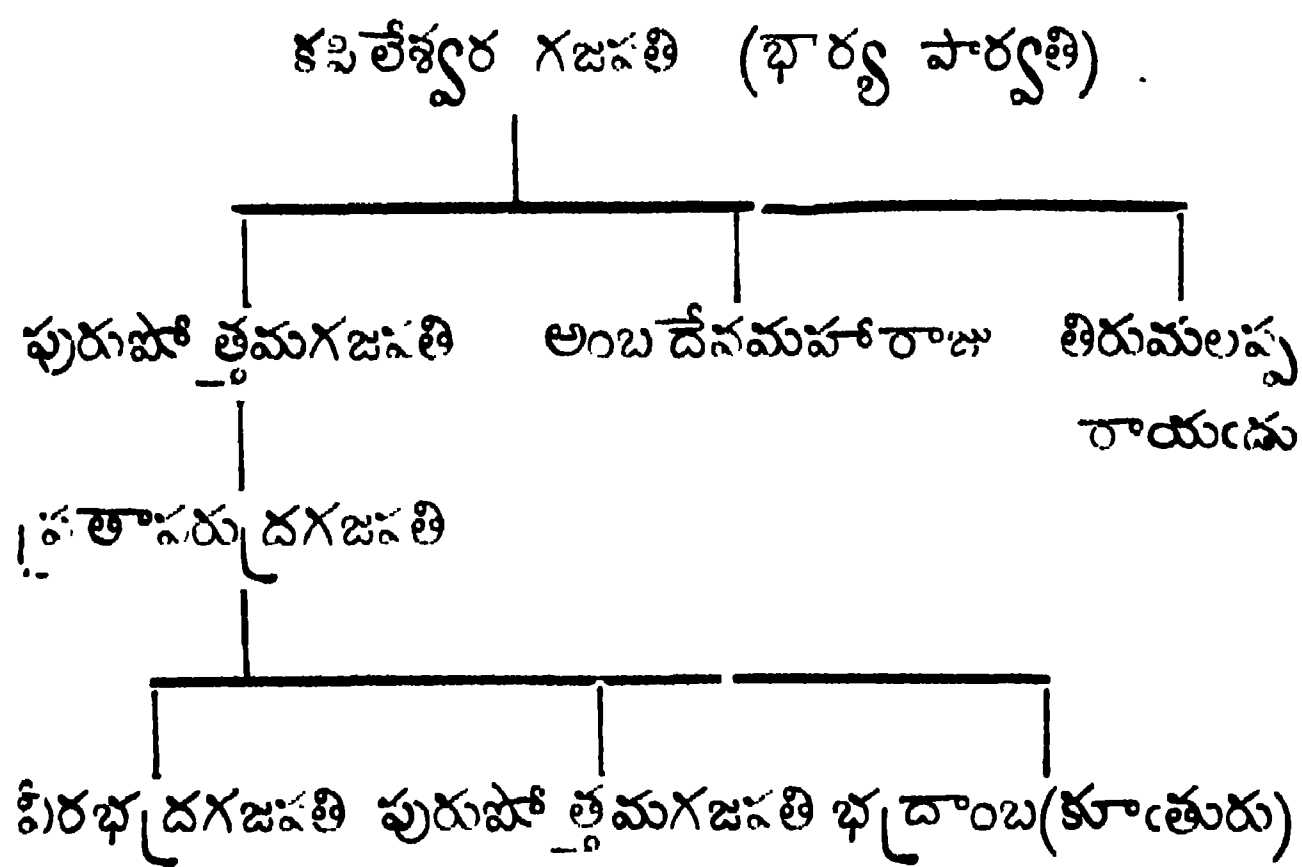 కపిలేశ్వర గజపతి (భార్య పార్వతి)
పురుషోత్తమగజపతి అంబదేవమహారాజు తిరుమలప్ప
రాయఁడు
ప్రతాపరుద్రగజపతి
వీరభద్రగజపతి పురుషోత్తమగజపతి భద్రాంబ(కూఁతురు)